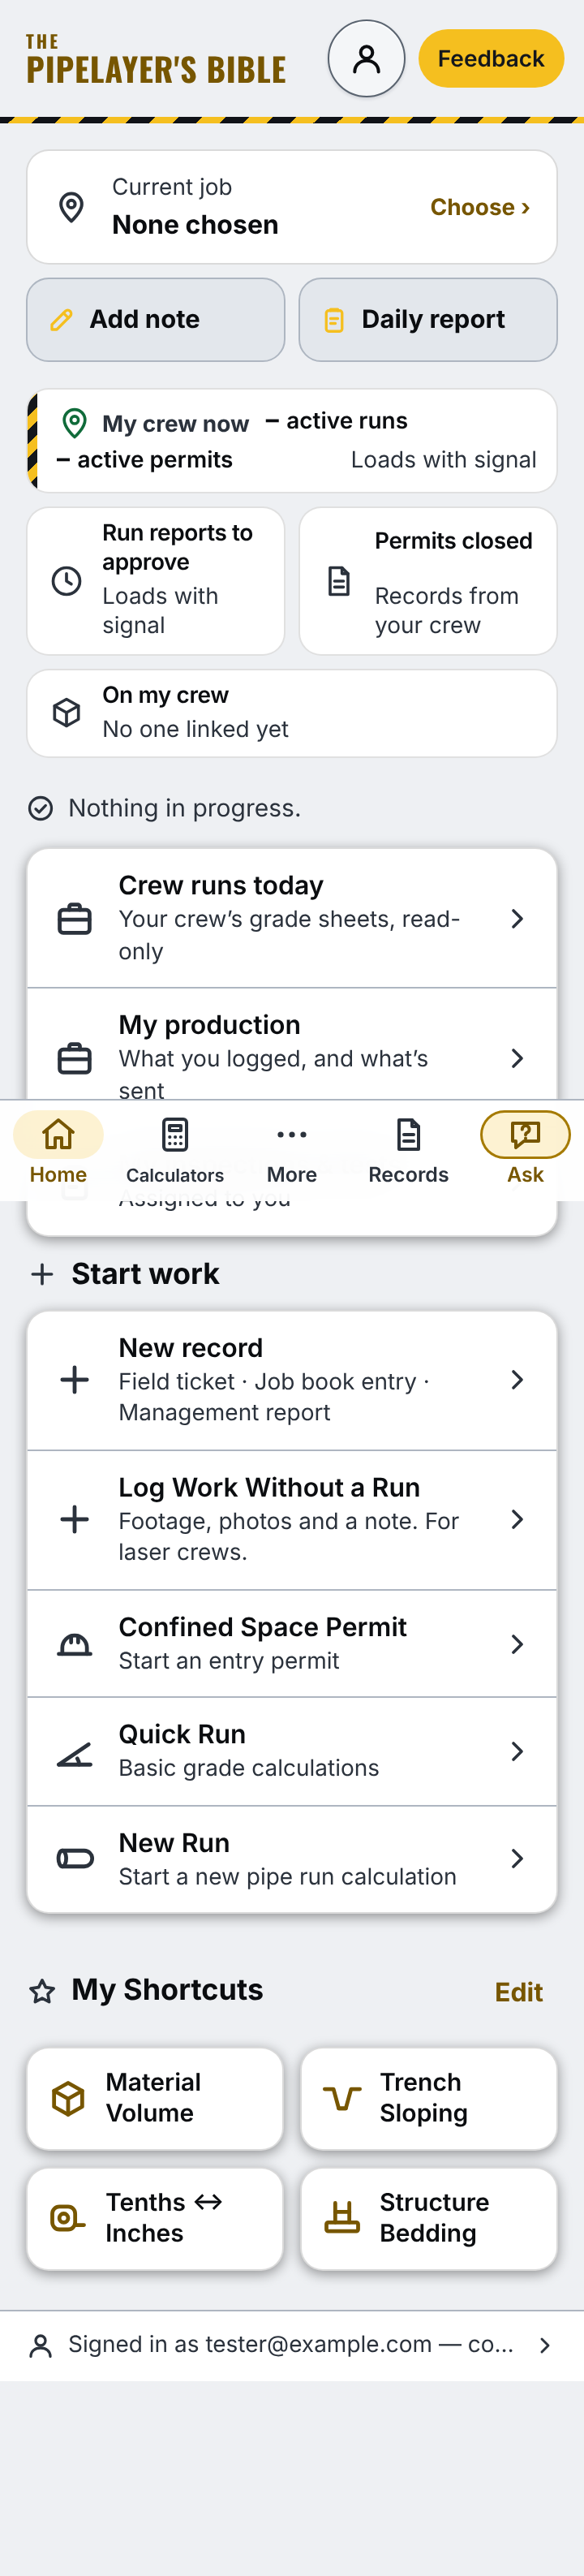 THE
PIPELAYER'S BIBLE
Feedback
Current job
None chosen
Choose ›
Add note
Daily report
My crew now – active runs
– active permits
Loads with signal
Run reports to
approve
Loads with
signal
Permits closed
Records from
your crew
On my crew
No one linked yet
Nothing in progress.
Crew runs today
Your crew’s grade sheets, read-
only
My production
What you logged, and what’s
sent
Home
Calculators
More
Records
Ask
Assigned to you
Start work
New record
Field ticket · Job book entry ·
Management report
Log Work Without a Run
Footage, photos and a note. For
laser crews.
Confined Space Permit
Start an entry permit
Quick Run
Basic grade calculations
New Run
Start a new pipe run calculation
My Shortcuts
Edit
Material
Volume
Trench
Sloping
Tenths ↔
Inches
Structure
Bedding
Signed in as tester@example.com — co...